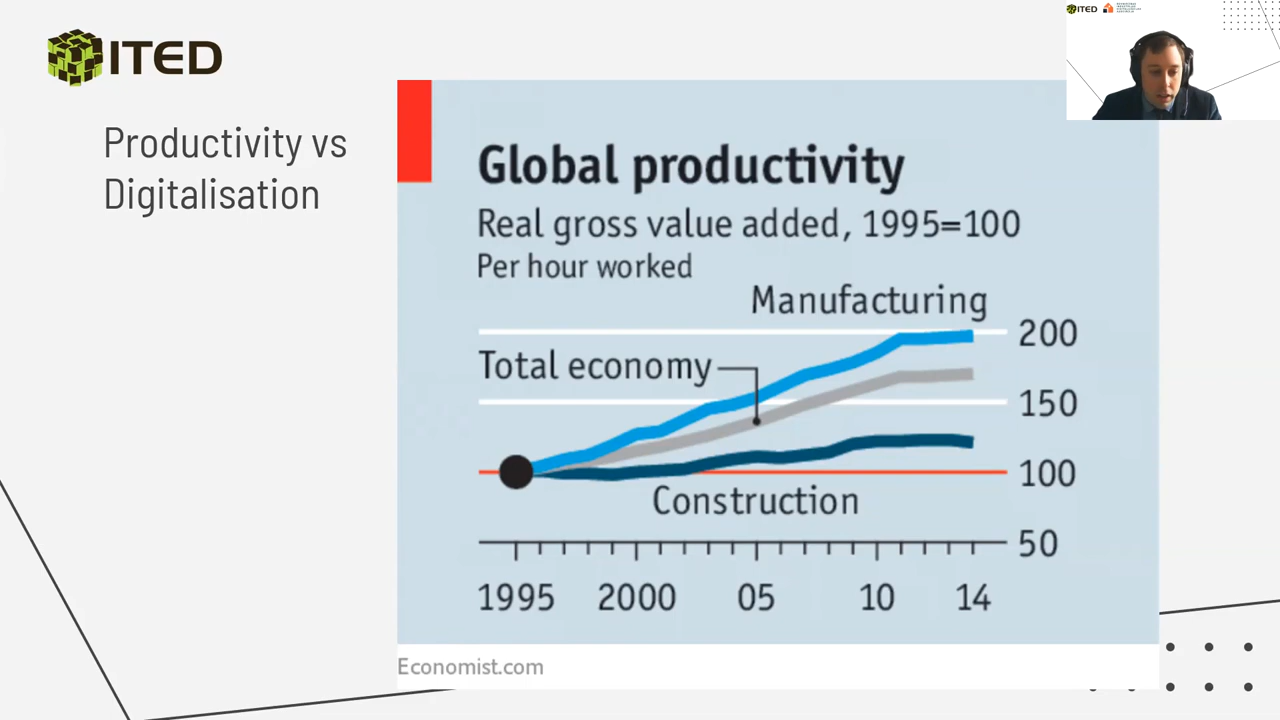 ITED
Productivity vs
Digitalisation
ITED
Global productivity
Real gross value added, 1995=100
Per hour worked
Manufacturing
200
Total economy
150
100
Construction
50
1995 2000 05 10 14
Economist.com